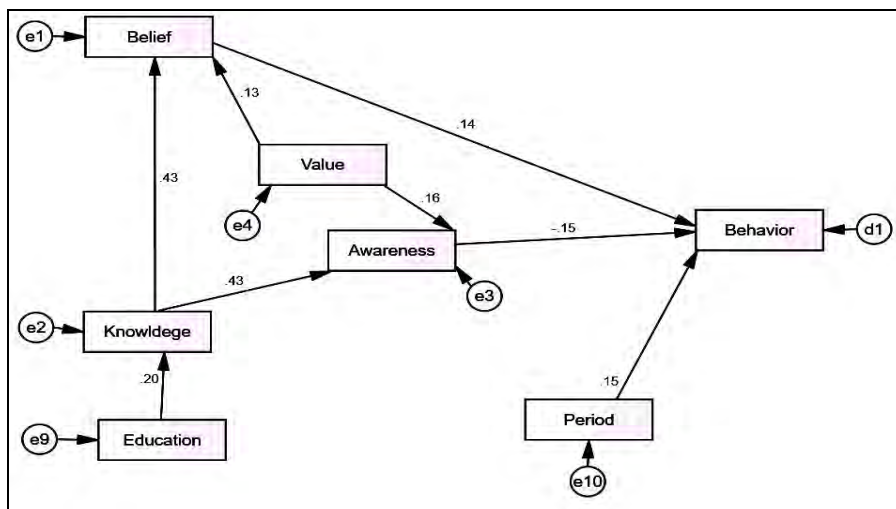 e1
Belief
.13
.14
Value
.43
.16
e4
Behavior
d1
-.15
Awareness
.43
e3
e2
Knowldege
.20
.15
Period
e9
Education
e10